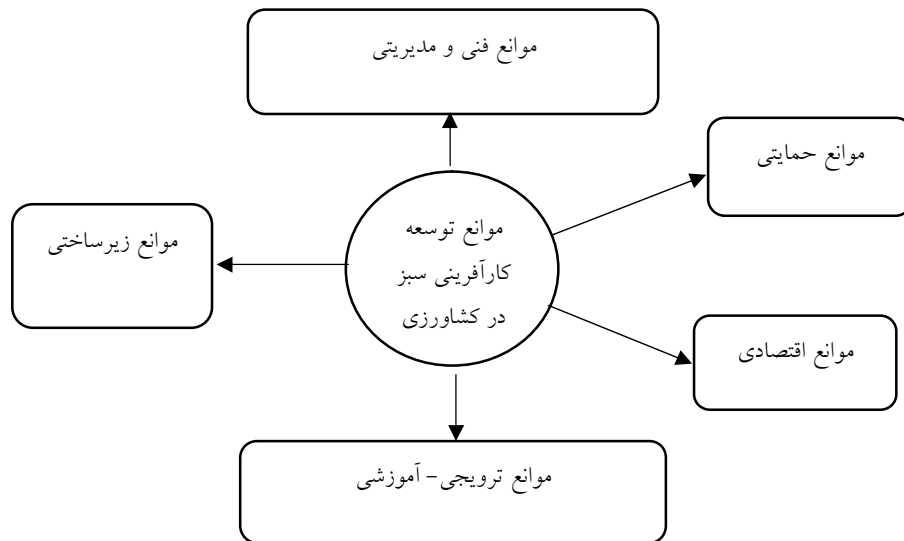 موانع فنی و مدیریتی
موانع حمایتی
موانع توسعه
کارآفرینی سبز
در کشاورزی
موانع زیرساختی
موانع اقتصادی
موانع ترویجی- آموزشی